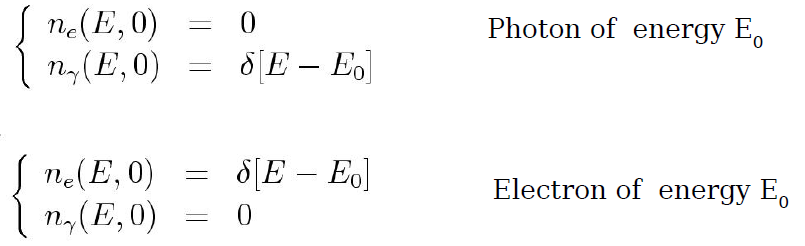 n_e(E, 0) = 0 Photon of energy E_0
n_γ(E, 0) = δ[E − E_0]
n_e(E, 0) = δ[E − E_0] Electron of energy E_0
n_γ(E, 0) = 0